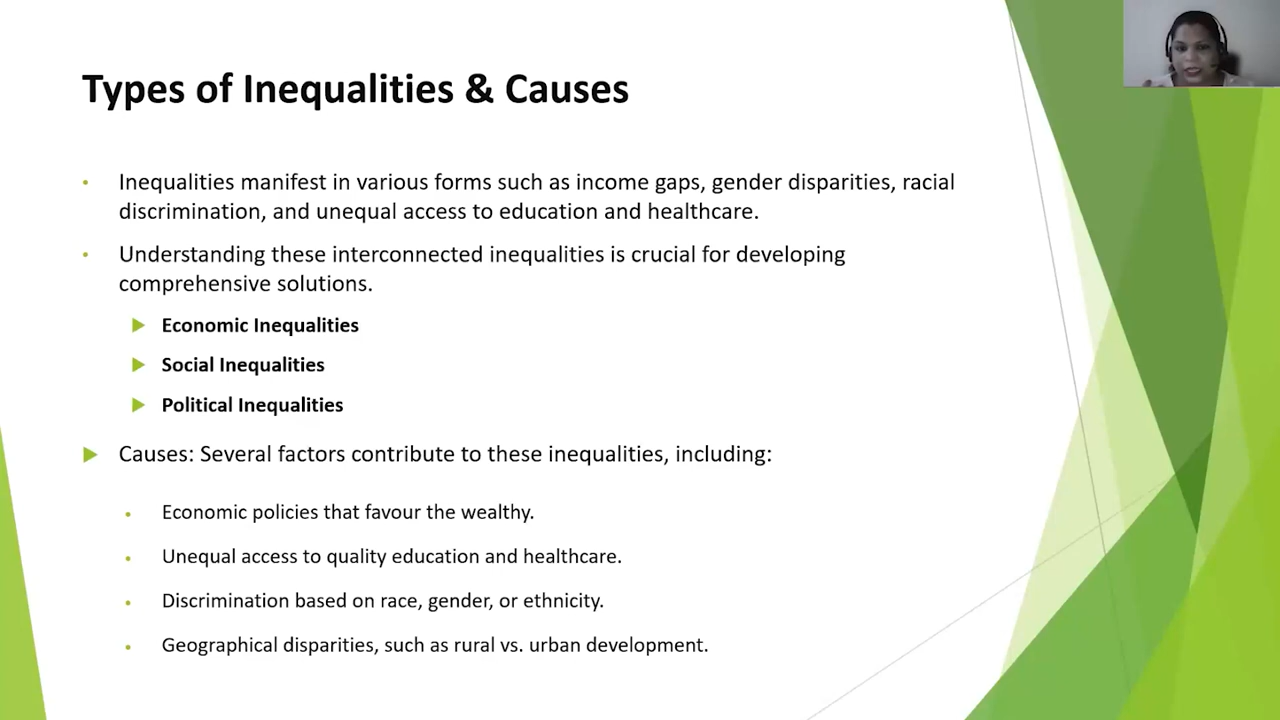 Types of Inequalities & Causes
Inequalities manifest in various forms such as income gaps, gender disparities, racial
discrimination, and unequal access to education and healthcare.
Understanding these interconnected inequalities is crucial for developing
comprehensive solutions.
Economic Inequalities
Social Inequalities
Political Inequalities
Causes: Several factors contribute to these inequalities, including:
Economic policies that favour the wealthy.
Unequal access to quality education and healthcare.
Discrimination based on race, gender, or ethnicity.
Geographical disparities, such as rural vs. urban development.